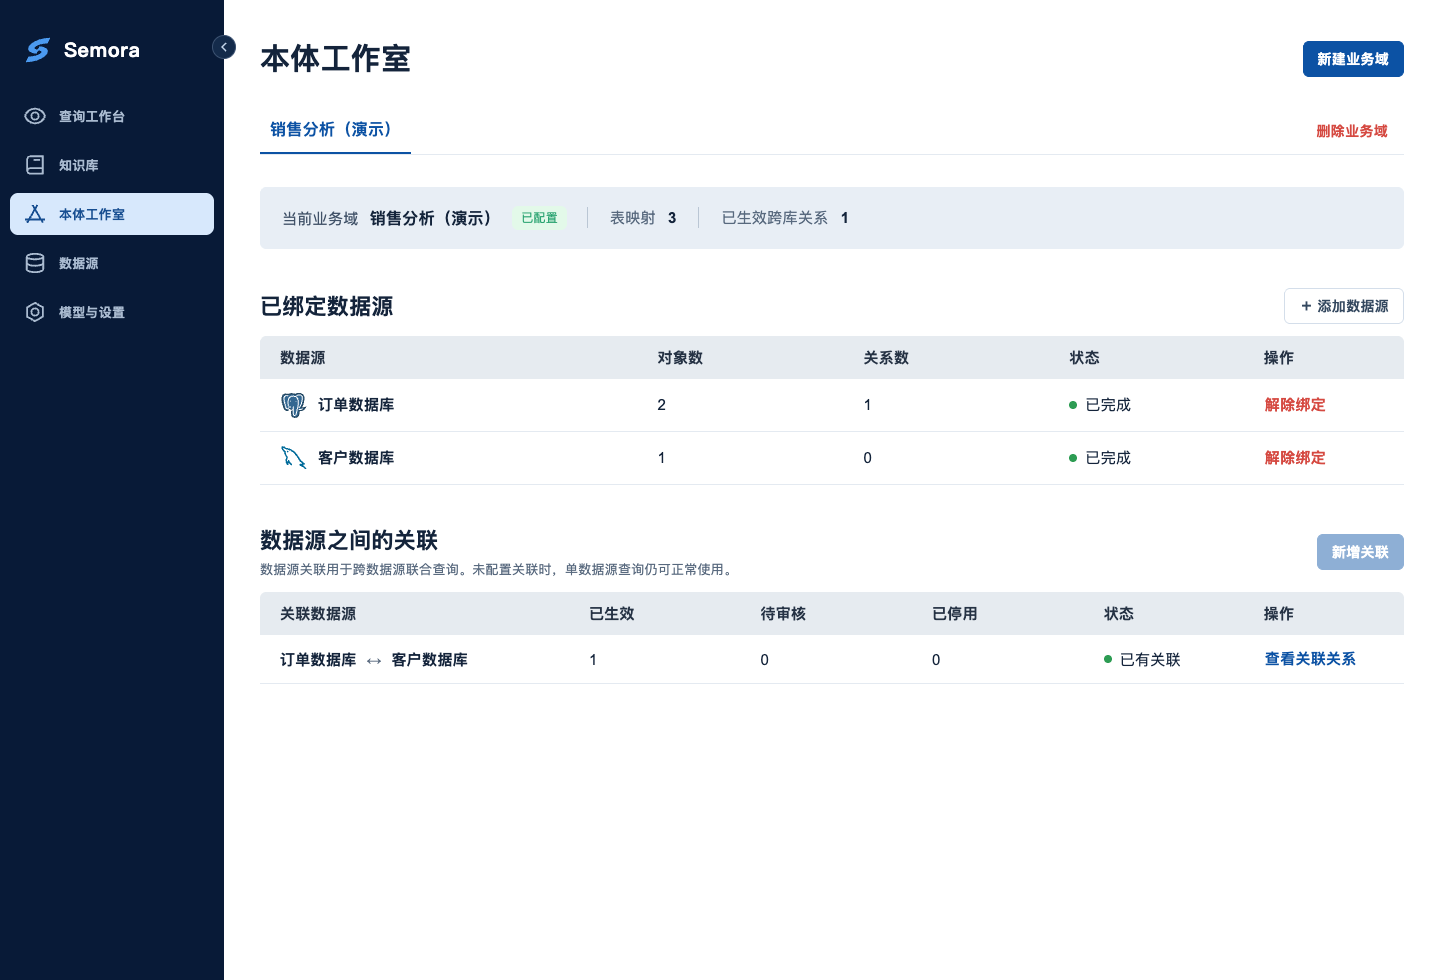 Semora
查询工作台
知识库
本体工作室
数据源
模型与设置
本体工作室
新建业务域
销售分析（演示）
删除业务域
当前业务域 销售分析（演示） 已配置 表映射 3 已生效跨库关系 1
已绑定数据源
+ 添加数据源
数据源 对象数 关系数 状态 操作
订单数据库 2 1 已完成 解除绑定
客户数据库 1 0 已完成 解除绑定
数据源之间的关联
数据源关联用于跨数据源联合查询。未配置关联时，单数据源查询仍可正常使用。
新增关联
关联数据源 已生效 待审核 已停用 状态 操作
订单数据库 ↔ 客户数据库 1 0 0 已有关联 查看关联关系